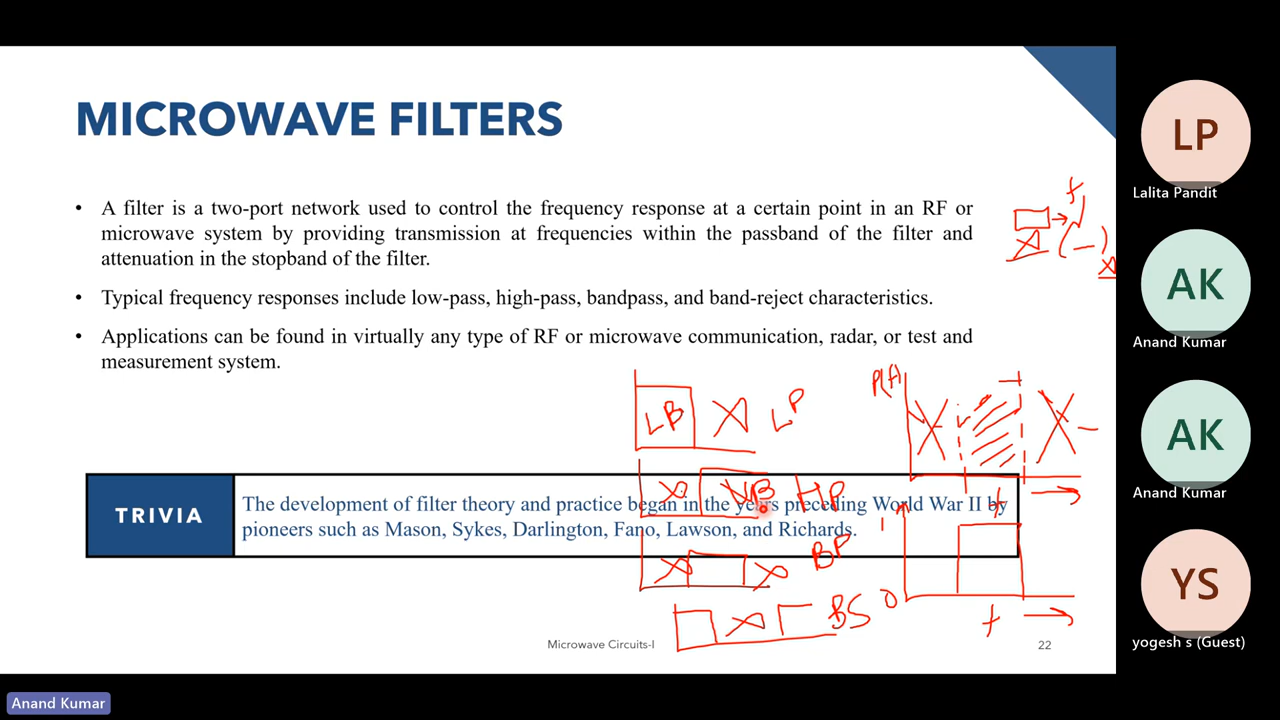 MICROWAVE FILTERS
• A filter is a two-port network used to control the frequency response at a certain point in an RF or
microwave system by providing transmission at frequencies within the passband of the filter and
attenuation in the stopband of the filter.
• Typical frequency responses include low-pass, high-pass, bandpass, and band-reject characteristics.
• Applications can be found in virtually any type of RF or microwave communication, radar, or test and
measurement system.
P(f)
LB X LP
TRIVIA
The development of filter theory and practice began in the years preceding World War II by
pioneers such as Mason, Sykes, Darlington, Fano, Lawson, and Richards.
X HP
X X BP
X BS
f
f
f
1
0
Microwave Circuits-I
22
LP
Lalita Pandit
AK
Anand Kumar
AK
Anand Kumar
YS
yogesh s (Guest)
Anand Kumar